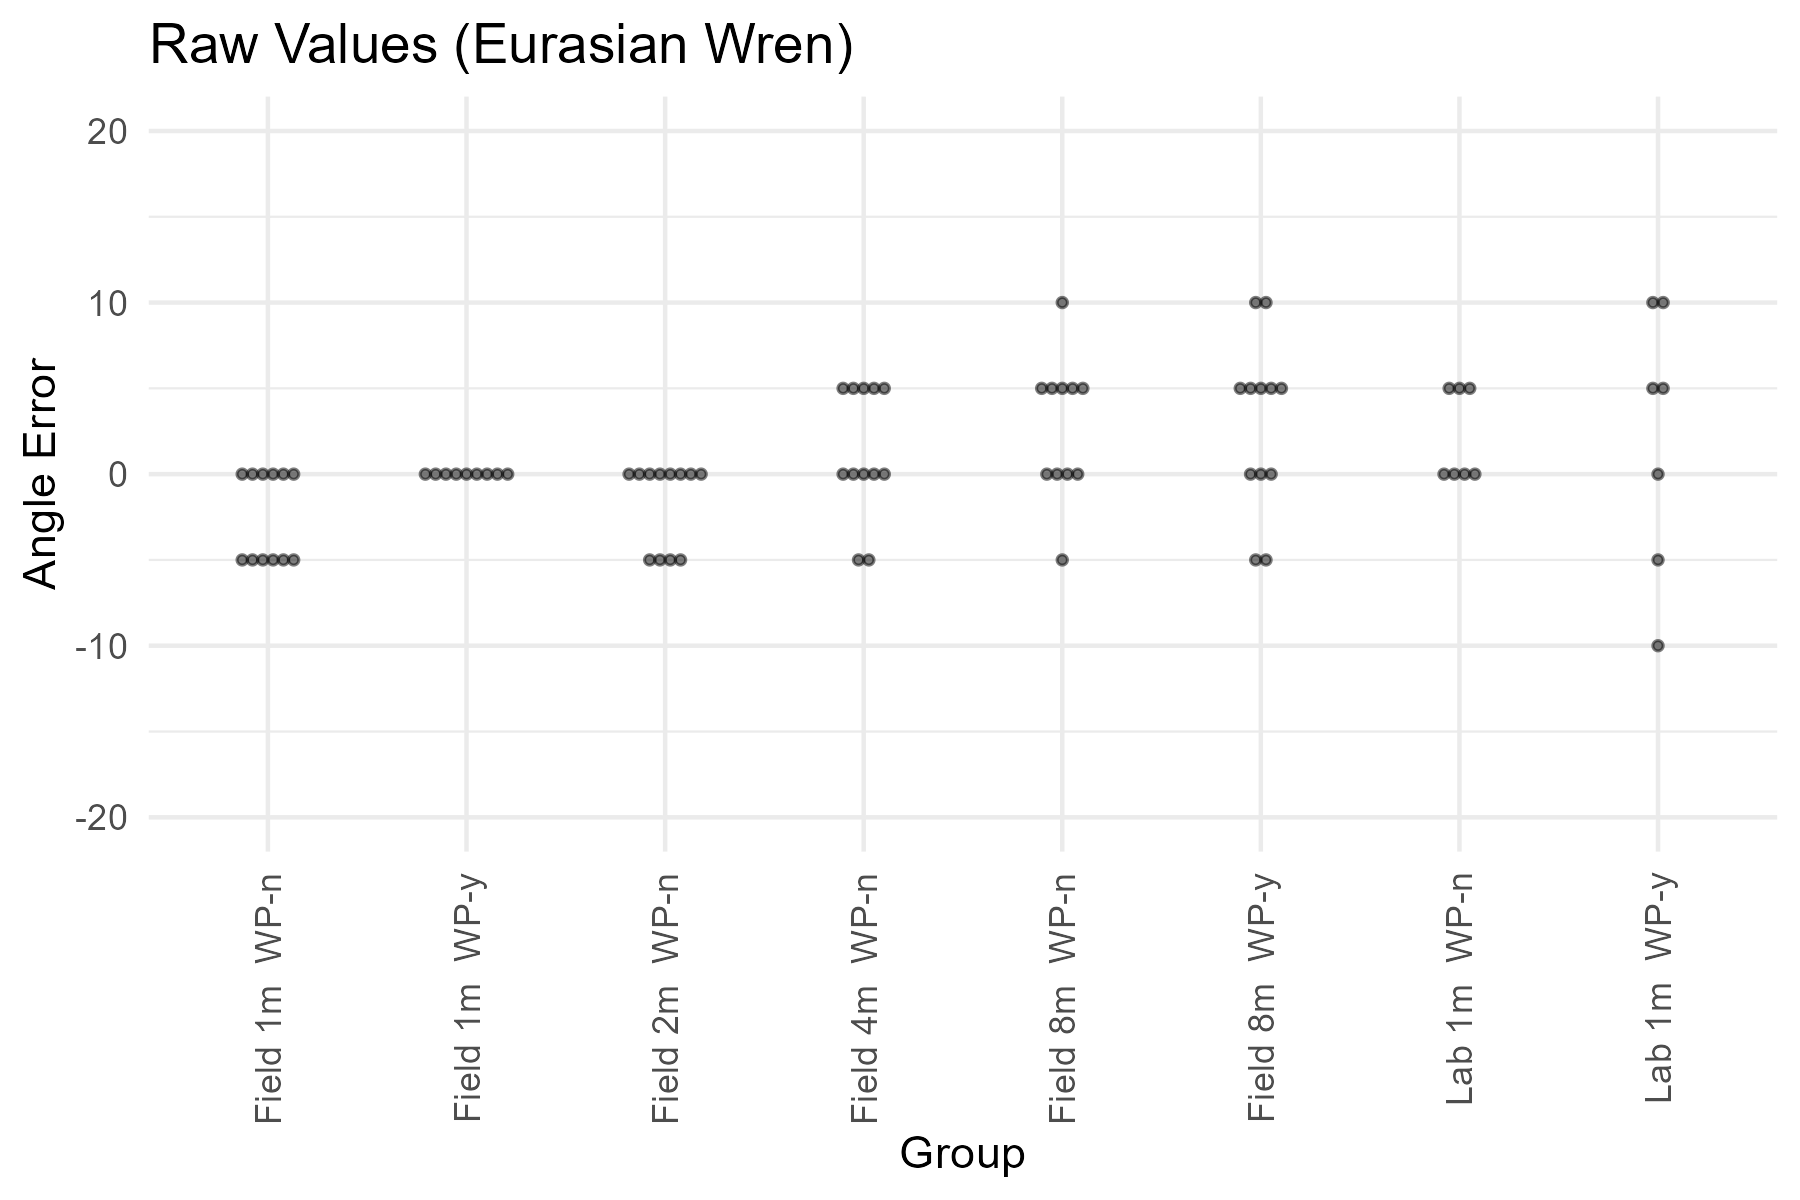 Raw Values (Eurasian Wren)
Angle Error
20
10
0
-10
-20
Field 1m  WP-n
Field 1m  WP-y
Field 2m  WP-n
Field 4m  WP-n
Field 8m  WP-n
Field 8m  WP-y
Lab 1m  WP-n
Lab 1m  WP-y
Group